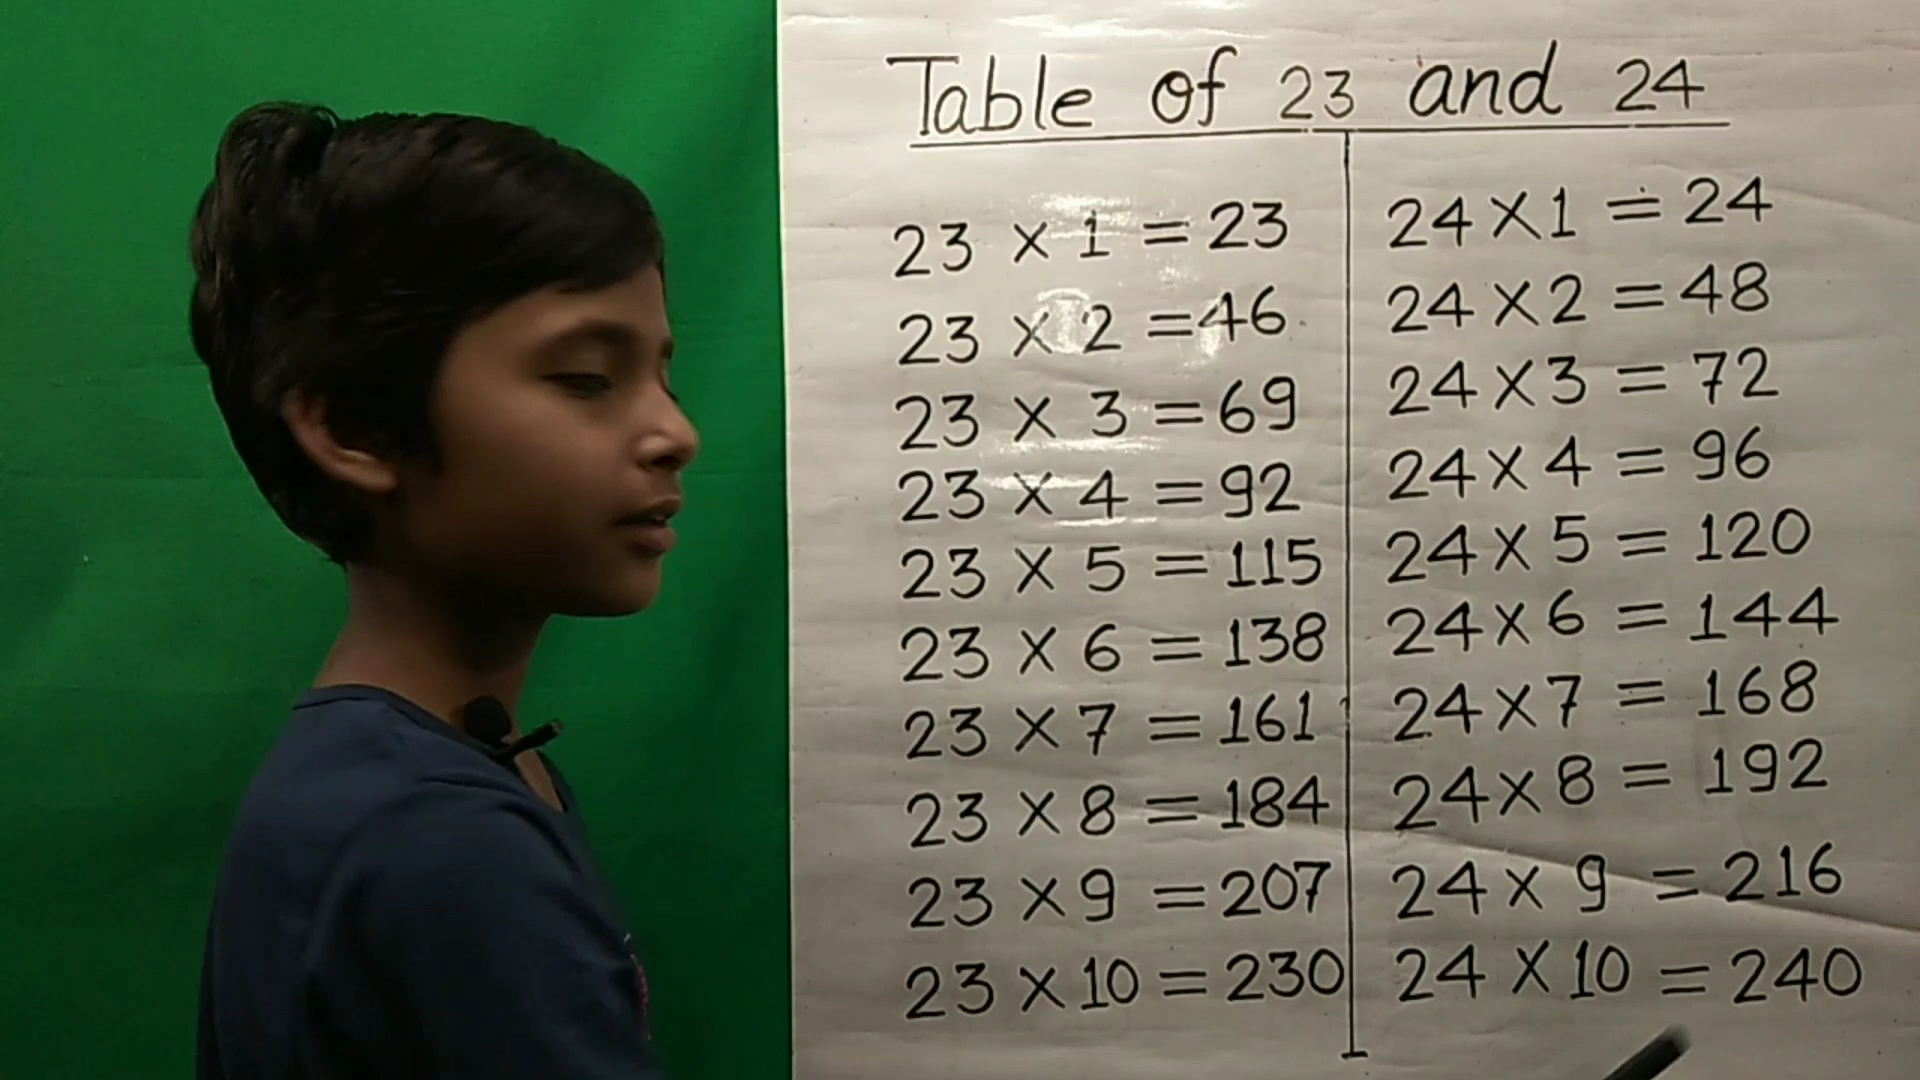 Table of 23 and 24
23 × 1 = 23
23 × 2 = 46
23 × 3 = 69
23 × 4 = 92
23 × 5 = 115
23 × 6 = 138
23 × 7 = 161
23 × 8 = 184
23 × 9 = 207
23 × 10 = 230
24 × 1 = 24
24 × 2 = 48
24 × 3 = 72
24 × 4 = 96
24 × 5 = 120
24 × 6 = 144
24 × 7 = 168
24 × 8 = 192
24 × 9 = 216
24 × 10 = 240